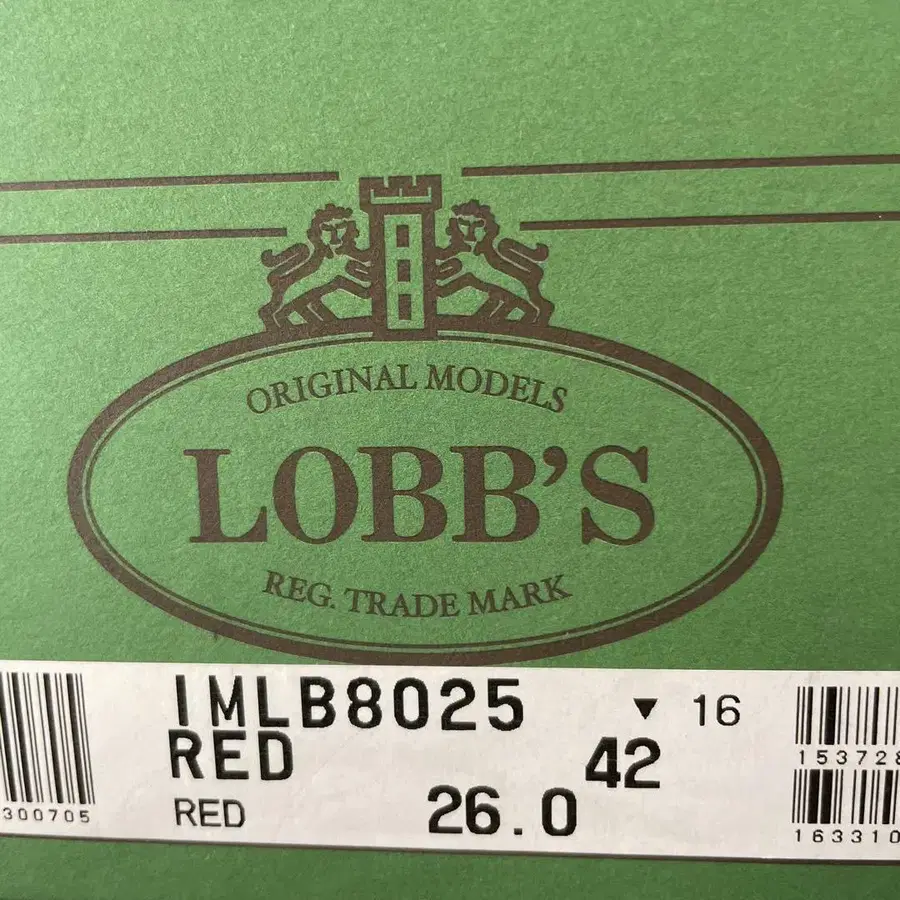 ORIGINAL MODELS
LOBB'S
REG. TRADE MARK
IMLB8025 ▼ 16
RED 42
RED 26.0
300705
153728
163310